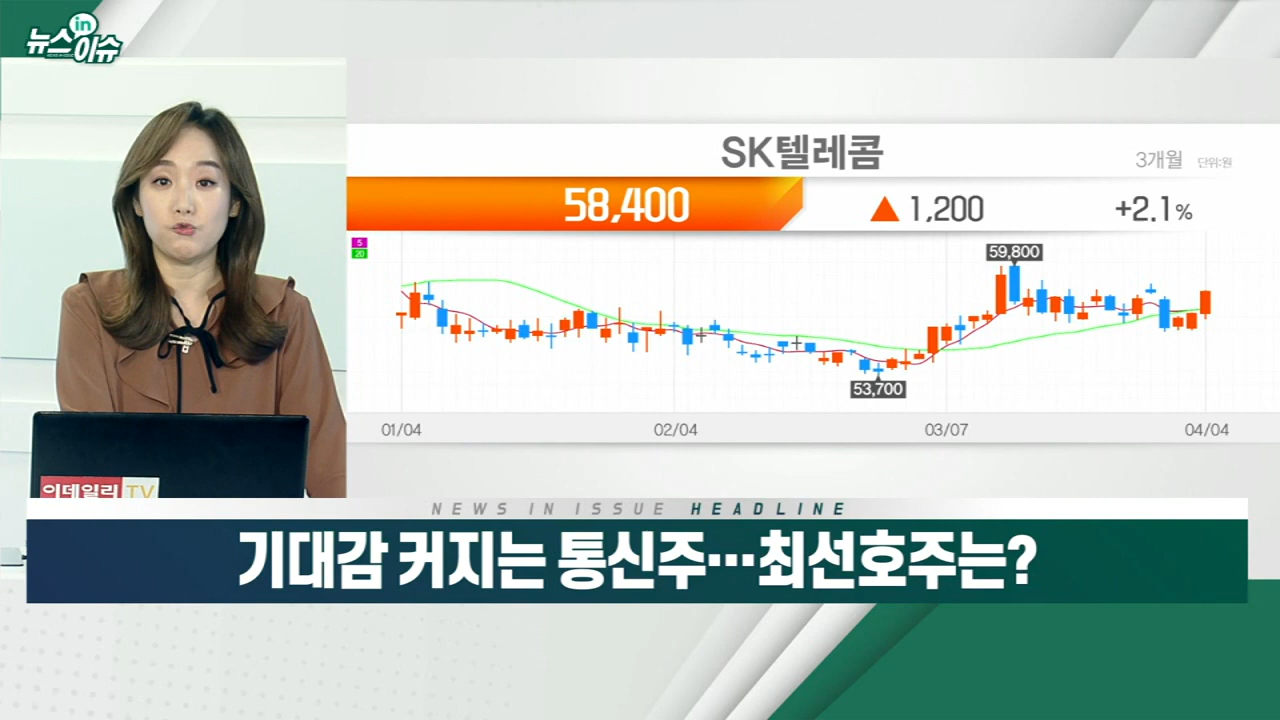 뉴스in이슈
SK텔레콤
3개월 단위:원
58,400 ▲ 1,200 +2.1%
5
20
59,800
53,700
01/04 02/04 03/07 04/04
이데일리TV
NEWS IN ISSUE HEADLINE
기대감 커지는 통신주…최선호주는?